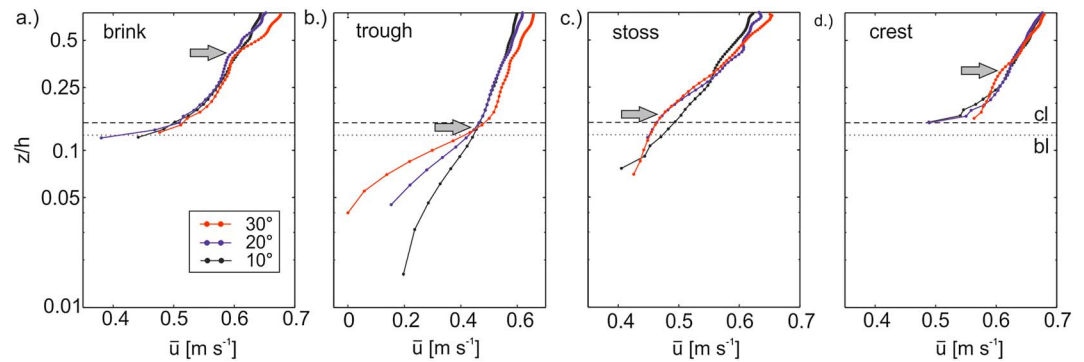 a.) brink
b.) trough
c.) stoss
d.) crest
z/h
0.5
0.25
0.1
0.05
0.01
cl
bl
30°
20°
10°
0.4 0.5 0.6 0.7
0 0.2 0.4 0.6
0.4 0.5 0.6 0.7
0.4 0.5 0.6 0.7
u̅ [m s⁻¹]
u̅ [m s⁻¹]
u̅ [m s⁻¹]
u̅ [m s⁻¹]